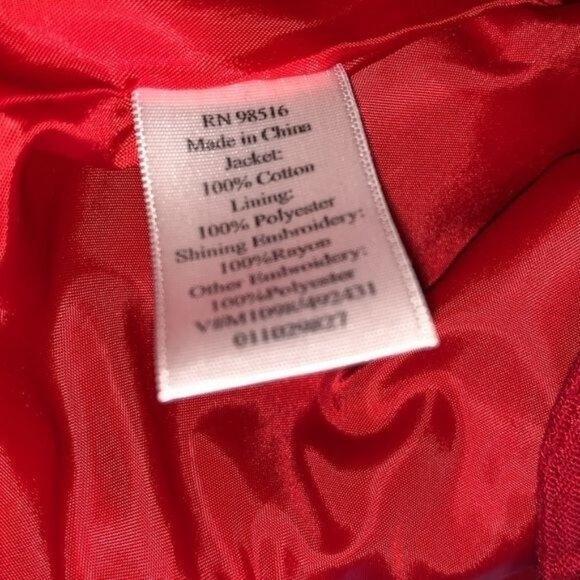 RN 98516
Made in China
Jacket:
100% Cotton
Lining:
100% Polyester
Shining Embroidery:
100%Rayon
Other Embroidery:
100%Polyester